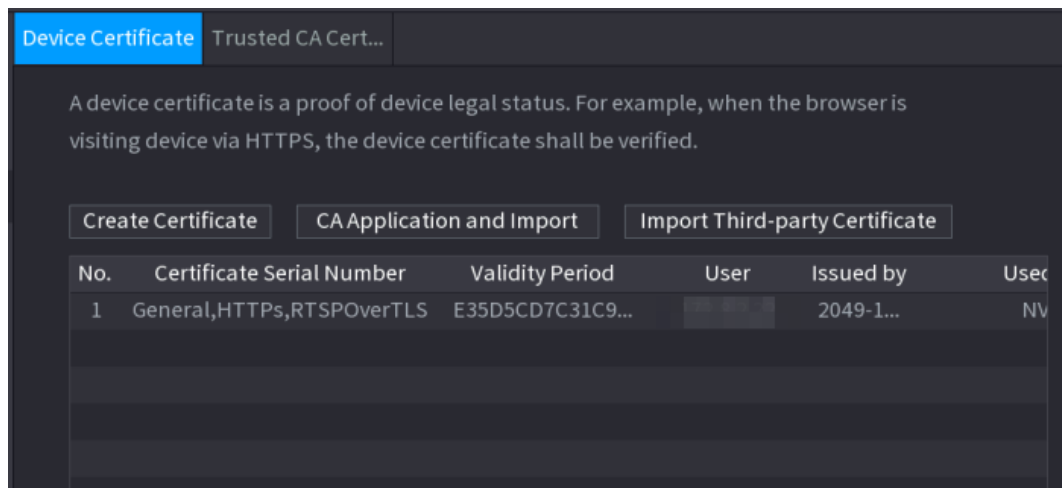 Device Certificate Trusted CA Cert...
A device certificate is a proof of device legal status. For example, when the browser is
visiting device via HTTPS, the device certificate shall be verified.
Create Certificate CA Application and Import Import Third-party Certificate
No. Certificate Serial Number Validity Period User Issued by Used
1 General,HTTPs,RTSPOverTLS E35D5CD7C31C9... 2049-1... NV